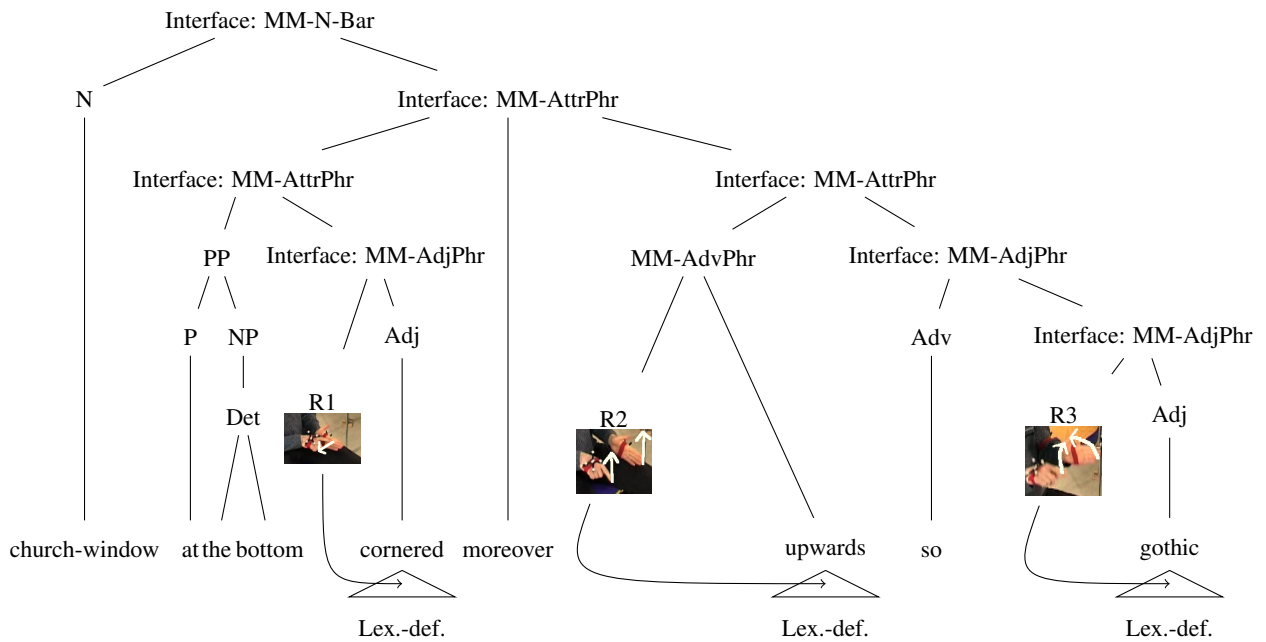 Interface: MM-N-Bar
N Interface: MM-AttrPhr
Interface: MM-AttrPhr Interface: MM-AttrPhr
PP Interface: MM-AdjPhr MM-AdvPhr Interface: MM-AdjPhr
P NP Adj Adv Interface: MM-AdjPhr
Det R1 R2 R3 Adj
church-window at the bottom cornered moreover upwards so gothic
Lex.-def. Lex.-def. Lex.-def.